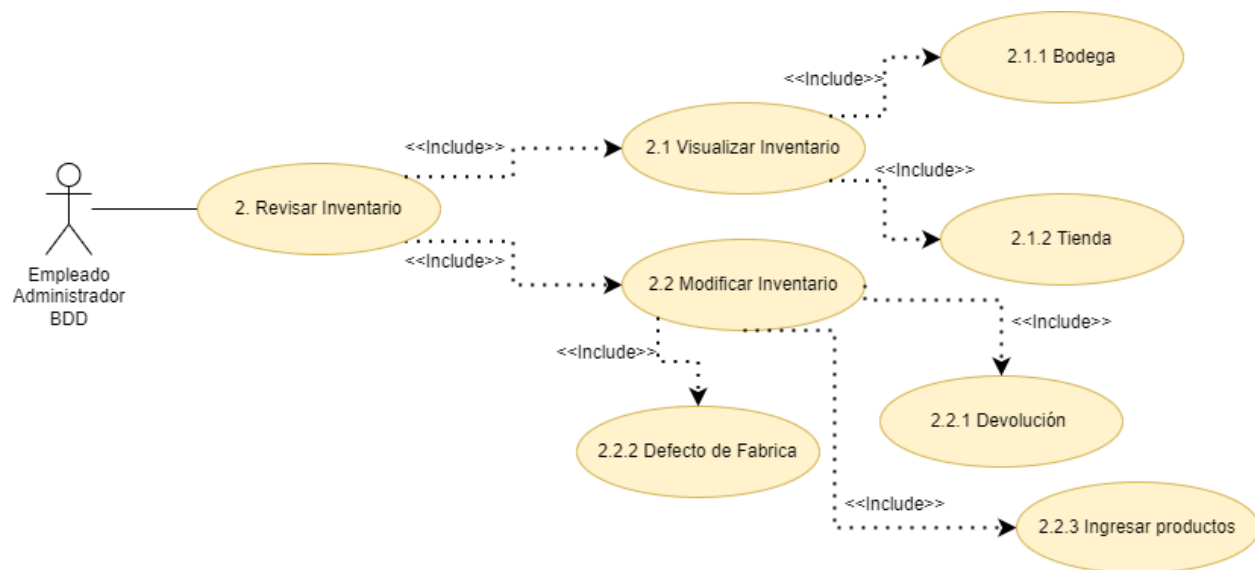 2.1.1 Bodega
<<Include>>
<<Include>>
2.1 Visualizar Inventario
<<Include>>
2. Revisar Inventario
2.1.2 Tienda
<<Include>>
Empleado
Administrador
BDD
2.2 Modificar Inventario
<<Include>>
<<Include>>
2.2.1 Devolución
2.2.2 Defecto de Fabrica
<<Include>>
2.2.3 Ingresar productos